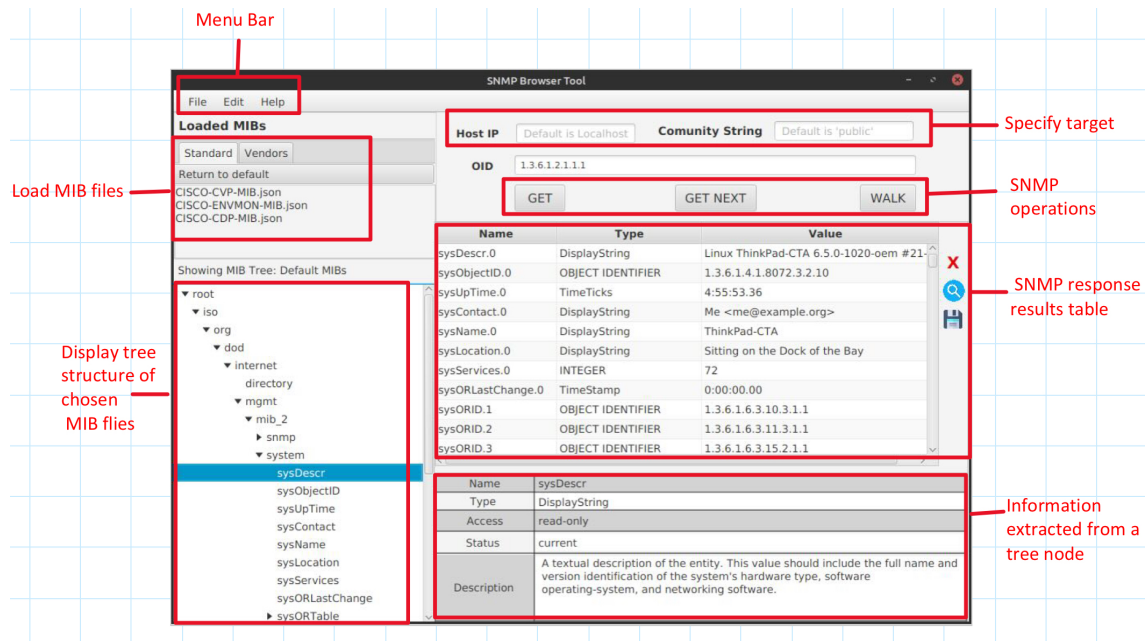 Menu Bar
SNMP Browser Tool
File Edit Help
Loaded MIBs
Standard Vendors
Return to default
CISCO-CVP-MIB.json
CISCO-ENVMON-MIB.json
CISCO-CDP-MIB.json
Load MIB files
Host IP Default is Localhost Comunity String Default is 'public'
Specify target
OID 1.3.6.1.2.1.1.1
GET GET NEXT WALK
SNMP
operations
Name Type Value
sysDescr.0 DisplayString Linux ThinkPad-CTA 6.5.0-1020-oem #21-
sysObjectID.0 OBJECT IDENTIFIER 1.3.6.1.4.1.8072.3.2.10
sysUpTime.0 TimeTicks 4:55:53.36
sysContact.0 DisplayString Me <me@example.org>
sysName.0 DisplayString ThinkPad-CTA
sysLocation.0 DisplayString Sitting on the Dock of the Bay
sysServices.0 INTEGER 72
sysORLastChange.0 TimeStamp 0:00:00.00
sysORID.1 OBJECT IDENTIFIER 1.3.6.1.6.3.10.3.1.1
sysORID.2 OBJECT IDENTIFIER 1.3.6.1.6.3.11.3.1.1
sysORID.3 OBJECT IDENTIFIER 1.3.6.1.6.3.15.2.1.1
X
SNMP response
results table
Showing MIB Tree: Default MIBs
root
iso
org
dod
internet
directory
mgmt
mib_2
snmp
system
sysDescr
sysObjectID
sysUpTime
sysContact
sysName
sysLocation
sysServices
sysORLastChange
sysORTable
Display tree
structure of
chosen
MIB flies
Name sysDescr
Type DisplayString
Access read-only
Status current
Description
A textual description of the entity. This value should include the full name and
version identification of the system's hardware type, software
operating-system, and networking software.
Information
extracted from a
tree node